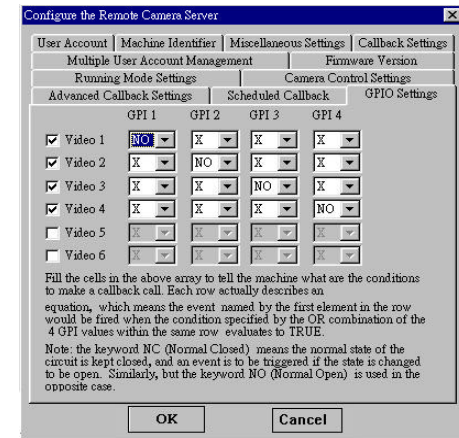 Configure the Remote Camera Server
User Account Machine Identifier Miscellaneous Settings Callback Settings
Multiple User Account Management Firmware Version
Running Mode Settings Camera Control Settings
Advanced Callback Settings Scheduled Callback GPIO Settings
GPI 1 GPI 2 GPI 3 GPI 4
Video 1 NO X X X
Video 2 X NO X X
Video 3 X X NO X
Video 4 X X X NO
Video 5 X X X X
Video 6 X X X X
Fill the cells in the above array to tell the machine what are the conditions
to make a callback call. Each row actually describes an
equation, which means the event named by the first element in the row
would be fired when the condition specified by the OR combination of the
4 GPI values within the same row evaluates to TRUE.
Note: the keyword NC (Normal Closed) means the normal state of the
circuit is kept closed, and an event is to be triggered if the state is changed
to be open. Similarly, but the keyword NO (Normal Open) is used in the
opposite case.
OK Cancel